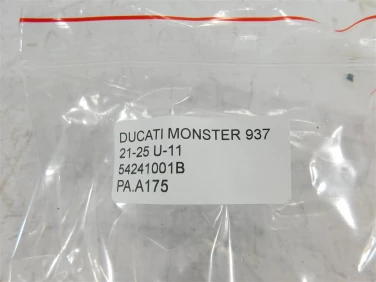 DUCATI MONSTER 937
21-25 U-11
54241001B
PA.A175